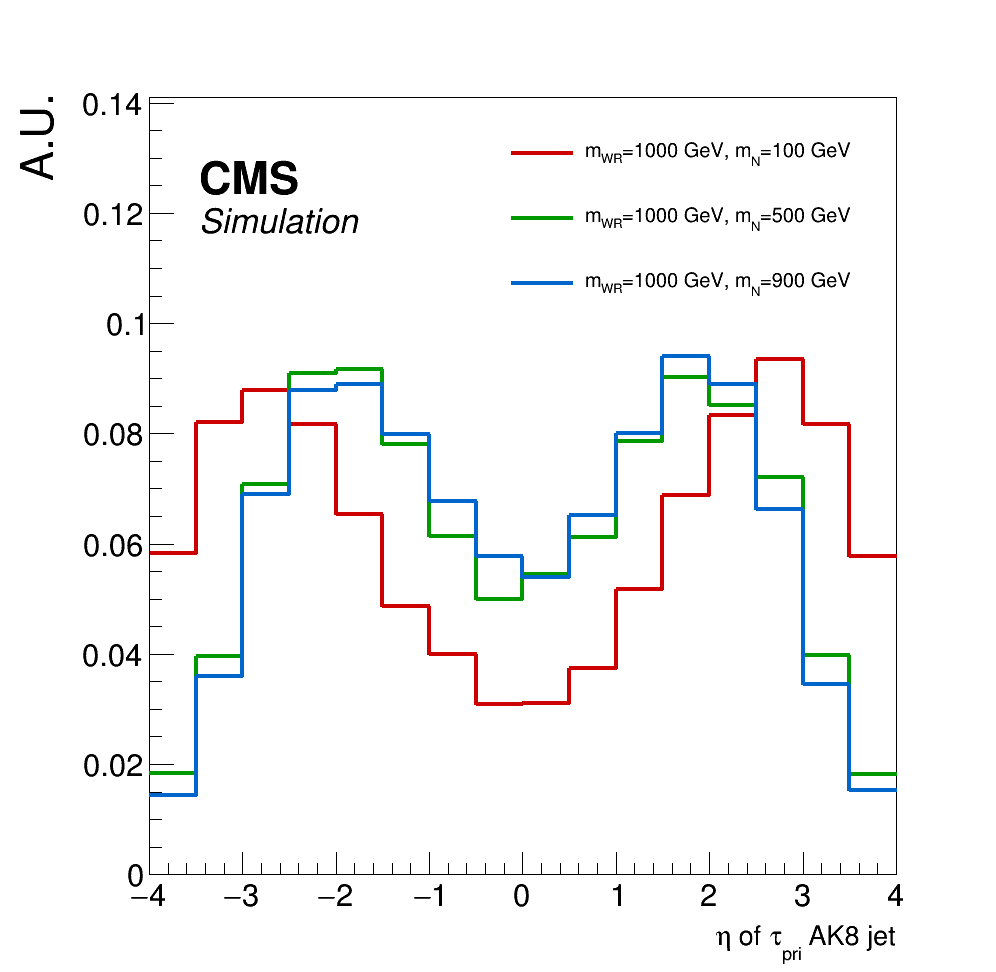 A.U.
0.14
0.12
0.1
0.08
0.06
0.04
0.02
0
CMS
Simulation
m_WR=1000 GeV, m_N=100 GeV
m_WR=1000 GeV, m_N=500 GeV
m_WR=1000 GeV, m_N=900 GeV
−4 −3 −2 −1 0 1 2 3 4
η of τ_pri AK8 jet